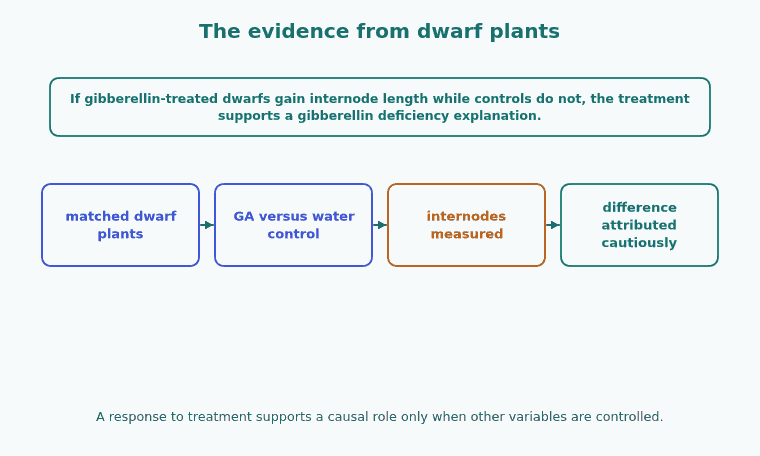 The evidence from dwarf plants
If gibberellin-treated dwarfs gain internode length while controls do not, the treatment
supports a gibberellin deficiency explanation.
matched dwarf
plants
GA versus water
control
internodes
measured
difference
attributed
cautiously
A response to treatment supports a causal role only when other variables are controlled.